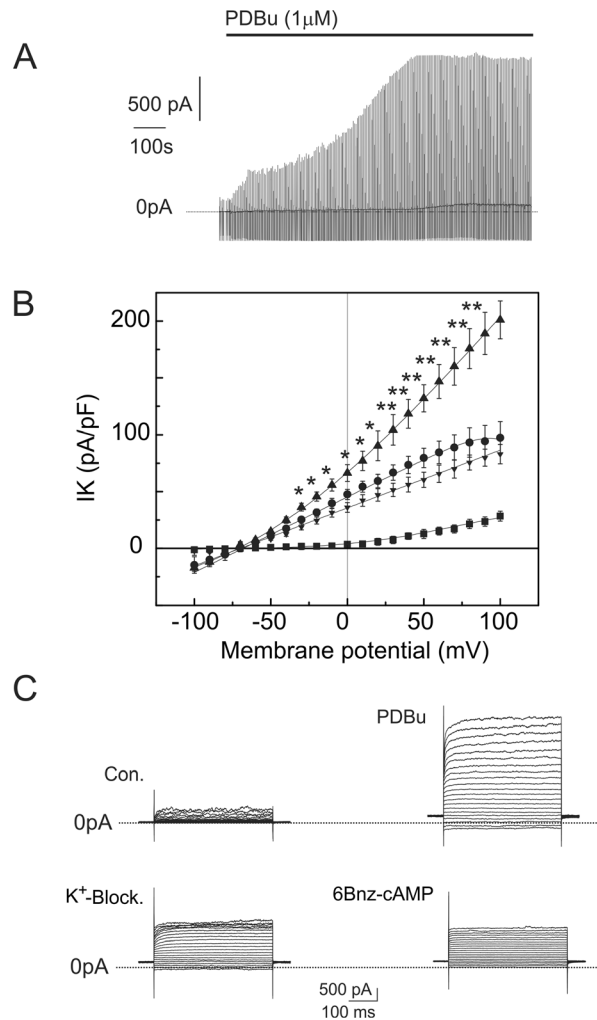 PDBu (1μM)
A
500 pA
100s
0pA
B
200
100
0
IK (pA/pF)
* * * * * * ** ** ** ** ** ** ** **
-100 -50 0 50 100
Membrane potential (mV)
C
PDBu
Con.
0pA
K+-Block.
6Bnz-cAMP
0pA
500 pA
100 ms